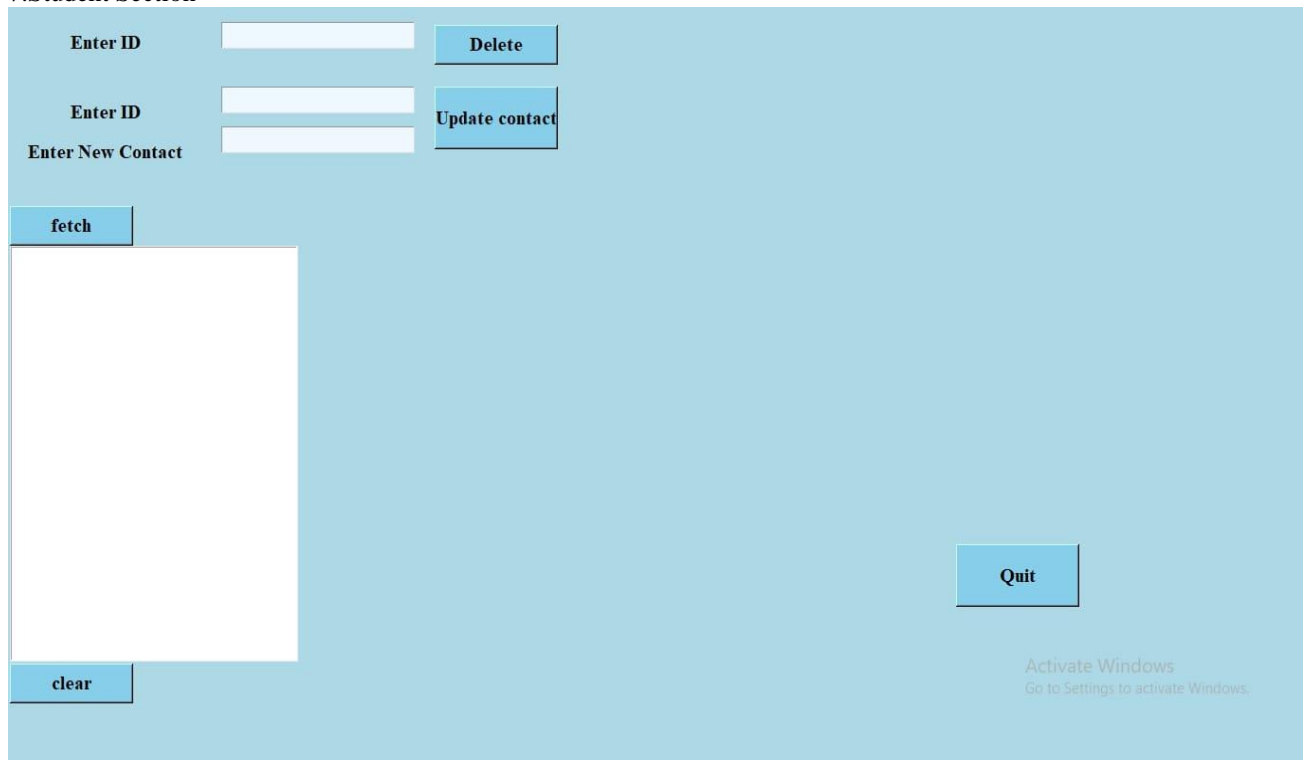 Enter ID
Delete
Enter ID
Update contact
Enter New Contact
fetch
Quit
clear
Activate Windows
Go to Settings to activate Windows.